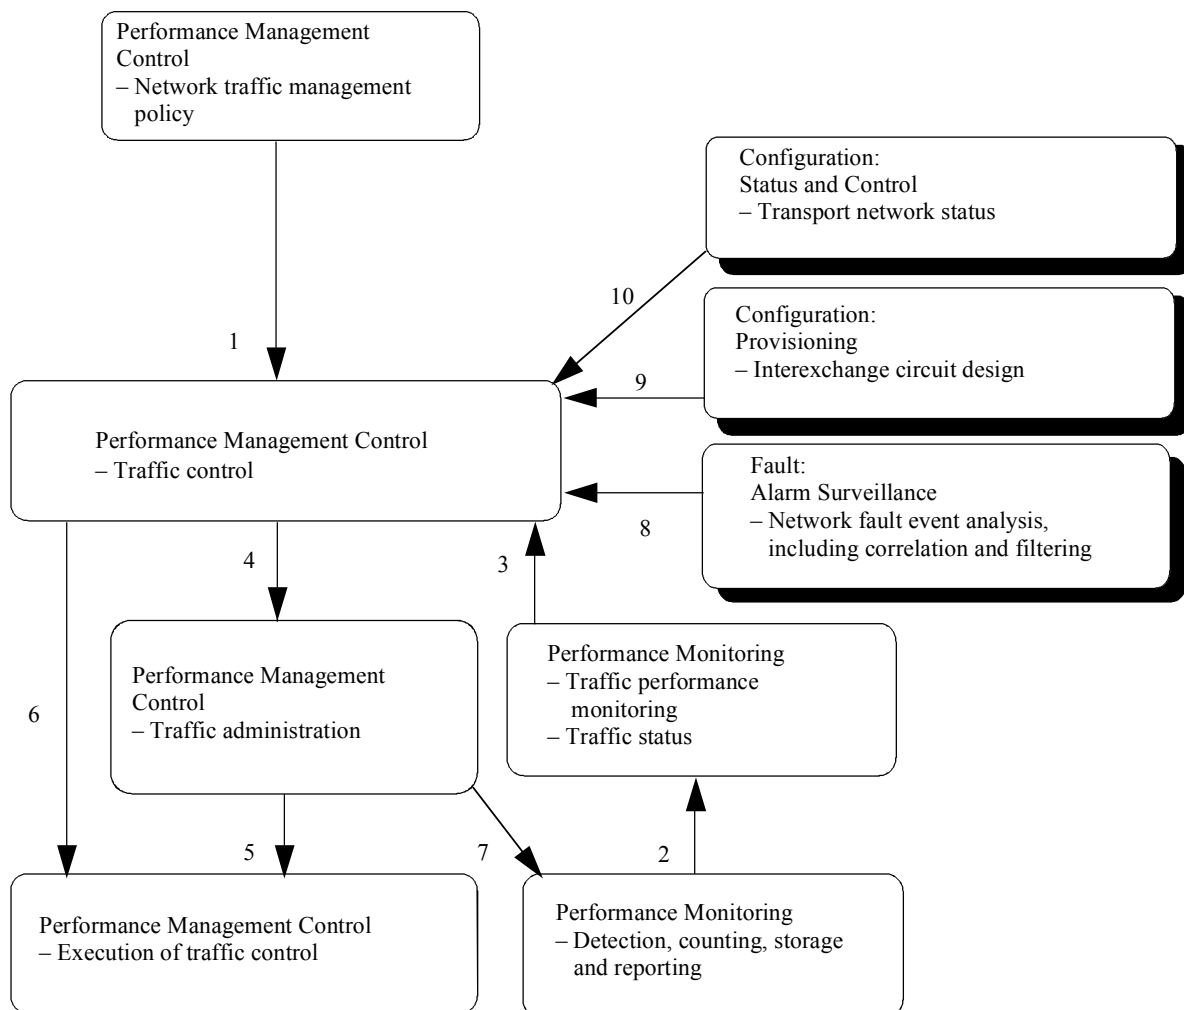 Performance Management
Control
– Network traffic management
policy
Configuration:
Status and Control
– Transport network status
10
Configuration:
Provisioning
– Interexchange circuit design
1
9
Performance Management Control
– Traffic control
Fault:
Alarm Surveillance
– Network fault event analysis,
including correlation and filtering
8
4
3
Performance Management
Control
– Traffic administration
Performance Monitoring
– Traffic performance
monitoring
– Traffic status
6
5
7
2
Performance Management Control
– Execution of traffic control
Performance Monitoring
– Detection, counting, storage
and reporting